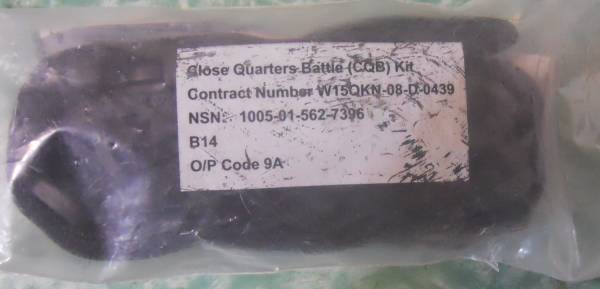 Close Quarters Battle (CQB) Kit
Contract Number W15QKN-08-D-0439
NSN: 1005-01-562-7396
B14
O/P Code 9A